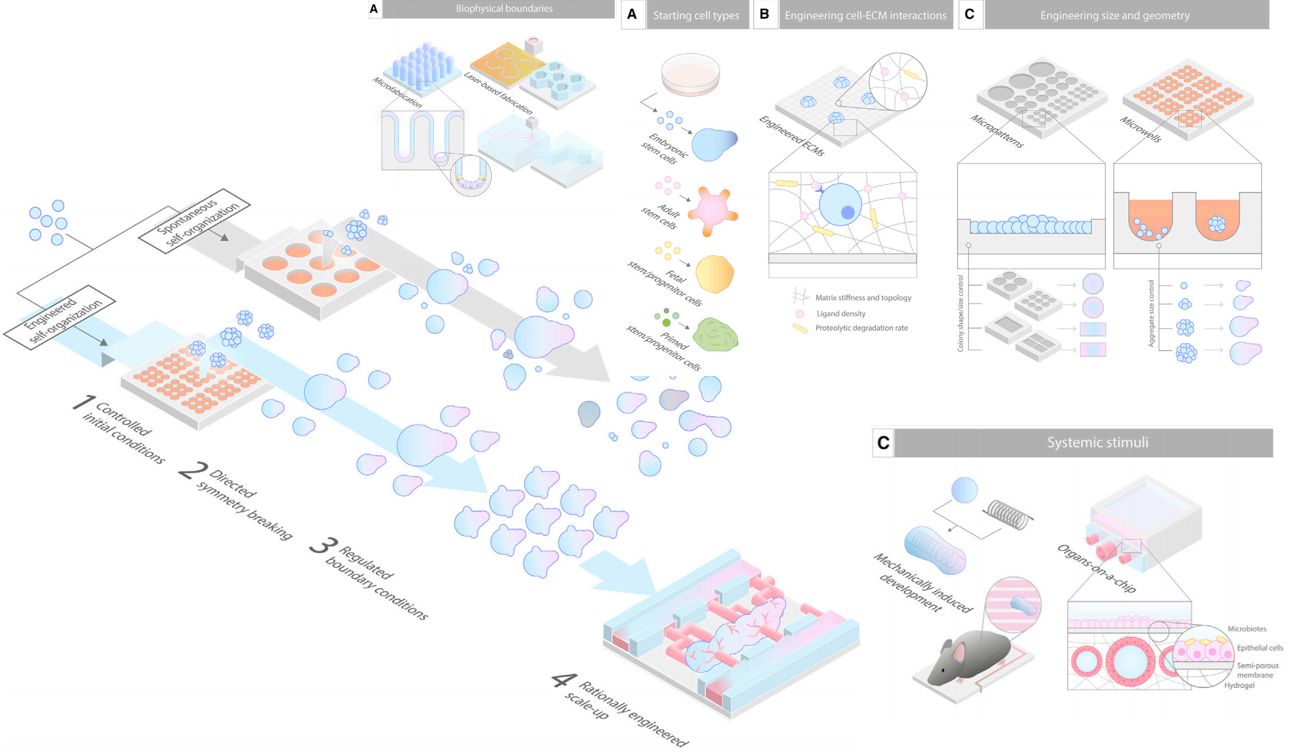 A
Biophysical boundaries
Microfabrication
Laser-based fabrication
A
Starting cell types
Embryonic
stem cells
Adult
stem cells
Fetal
stem/progenitor cells
Primed
stem/progenitor cells
B
Engineering cell-ECM interactions
Engineered ECMs
Matrix stiffness and topology
Ligand density
Proteolytic degradation rate
C
Engineering size and geometry
Micropatterns
Microwells
Colony shape/size control
Aggregate size control
Spontaneous
self-organization
Engineered
self-organization
1 Controlled
initial conditions
2 Directed
symmetry breaking
3 Regulated
boundary conditions
4 Rationally engineered
scale-up
C
Systemic stimuli
Mechanically induced
development
Organs-on-a-chip
Microbiotes
Epithelial cells
Semi-porous
membrane
Hydrogel